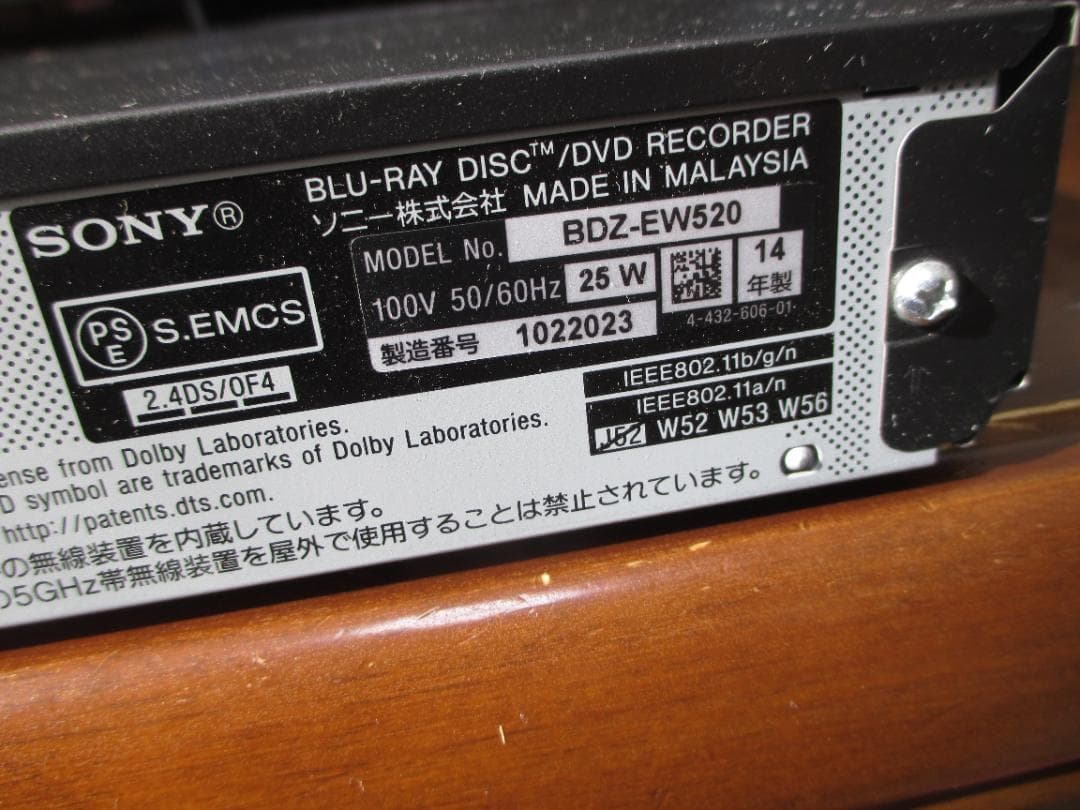 BLU-RAY DISC™/DVD RECORDER
SONY®
ソニー株式会社 MADE IN MALAYSIA
MODEL No. BDZ-EW520
100V 50/60Hz 25 W
14
年製
PS
E
S.EMCS
製造番号 1022023
4-432-606-01
2.4DS/OF4
IEEE802.11b/g/n
IEEE802.11a/n
J52 W52 W53 W56
ense from Dolby Laboratories.
D symbol are trademarks of Dolby Laboratories.
http://patents.dts.com.
の無線装置を内蔵しています。
の5GHz帯無線装置を屋外で使用することは禁止されています。